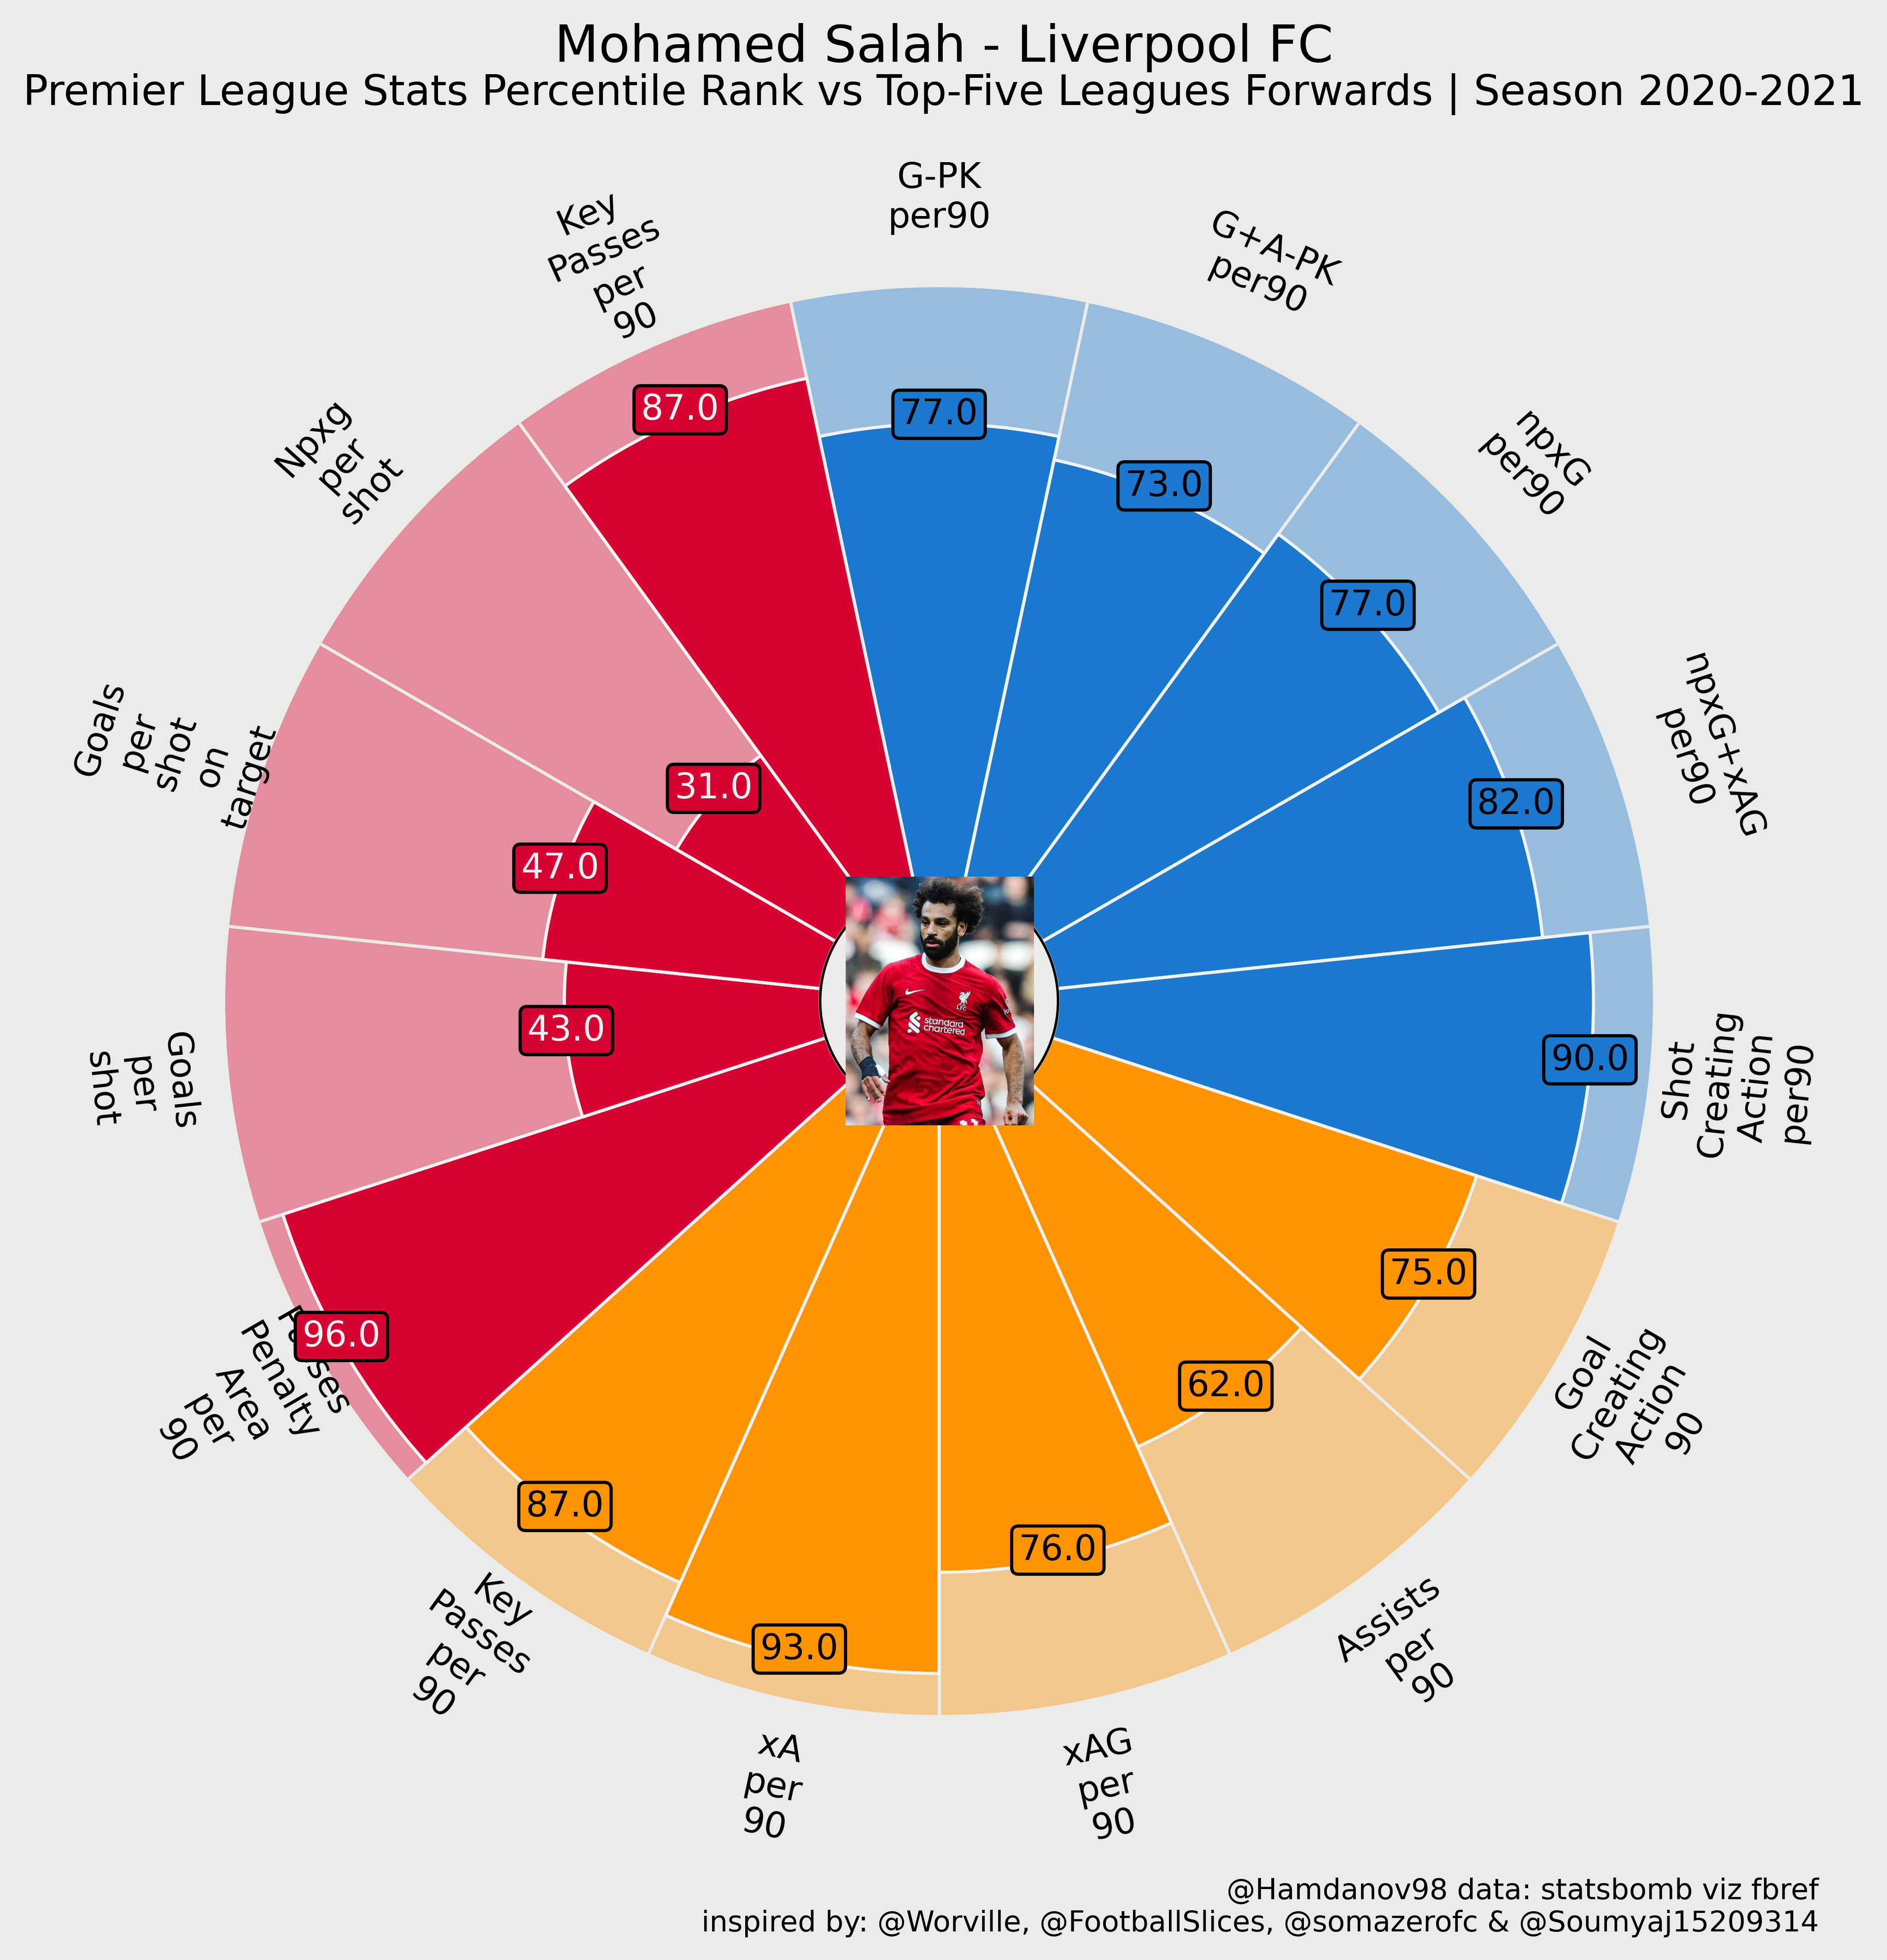 Mohamed Salah - Liverpool FC
Premier League Stats Percentile Rank vs Top-Five Leagues Forwards | Season 2020-2021
G-PK
per90
77.0
G+A-PK
per90
73.0
npxG
per90
77.0
npxG+xAG
per90
82.0
Shot
Creating
Action
per90
90.0
Goal
Creating
Action
90
75.0
Assists
per
90
62.0
xAG
per
90
76.0
xA
per
90
93.0
Key
Passes
per
90
87.0
Passes
Penalty
Area
per
90
96.0
Goals
per
shot
43.0
Goals
per
shot
on
target
47.0
Npxg
per
shot
31.0
Key
Passes
per
90
87.0
standard
chartered
@Hamdanov98 data: statsbomb viz fbref
inspired by: @Worville, @FootballSlices, @somazerofc & @Soumyaj15209314